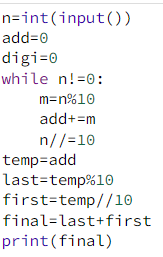 n=int(input())
add=0
digi=0
while n!=0:
    m=n%10
    add+=m
    n//=10
temp=add
last=temp%10
first=temp//10
final=last+first
print(final)